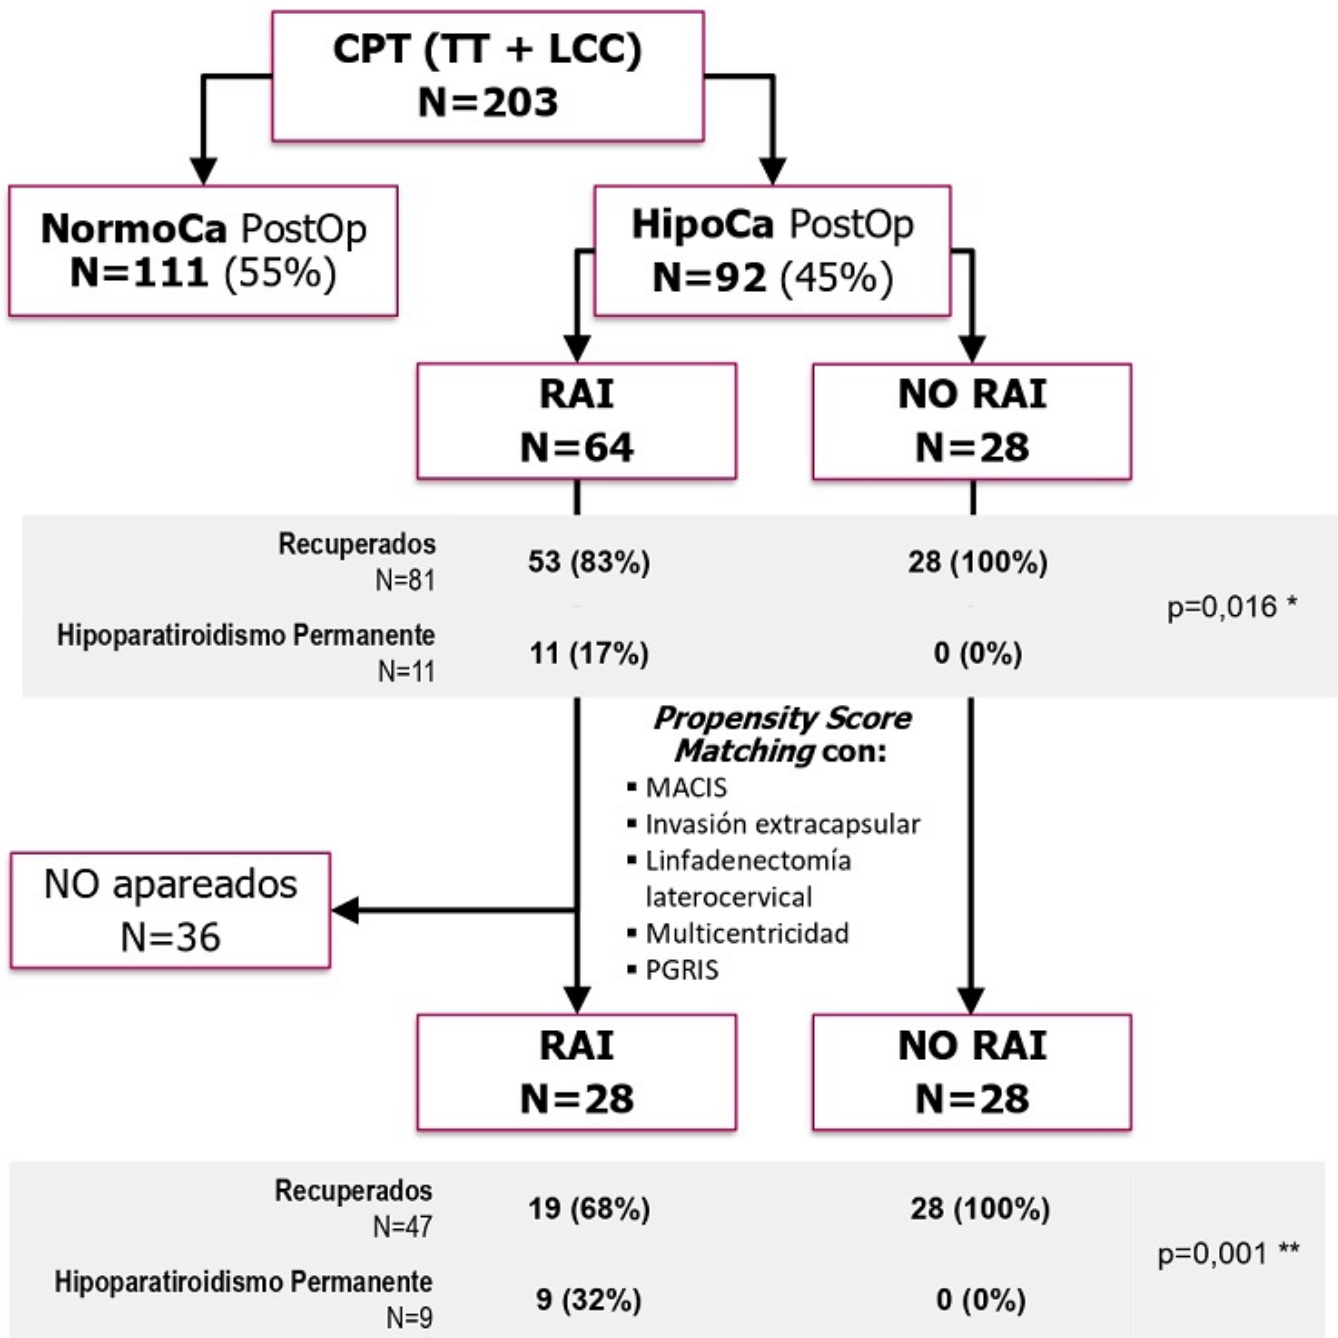 CPT (TT + LCC)
N=203
NormoCa PostOp
N=111 (55%)
HipoCa PostOp
N=92 (45%)
RAI
N=64
NO RAI
N=28
Recuperados
N=81
53 (83%)
28 (100%)
p=0,016 *
Hipoparatiroidismo Permanente
N=11
11 (17%)
0 (0%)
Propensity Score
Matching con:
▪ MACIS
▪ Invasión extracapsular
▪ Linfadenectomía
laterocervical
▪ Multicentricidad
▪ PGRIS
NO apareados
N=36
RAI
N=28
NO RAI
N=28
Recuperados
N=47
19 (68%)
28 (100%)
p=0,001 **
Hipoparatiroidismo Permanente
N=9
9 (32%)
0 (0%)